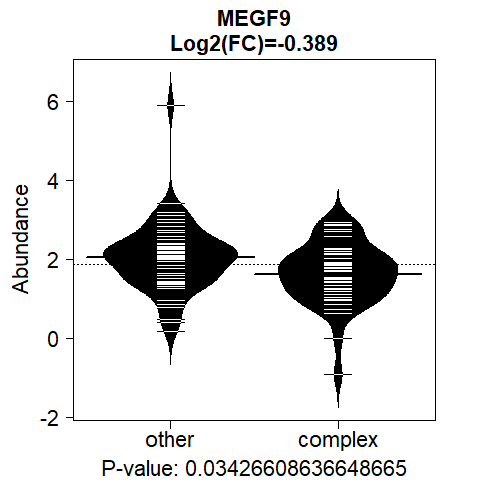 MEGF9
Log2(FC)=-0.389
Abundance
6
4
2
0
-2
other complex
P-value: 0.03426608636648665